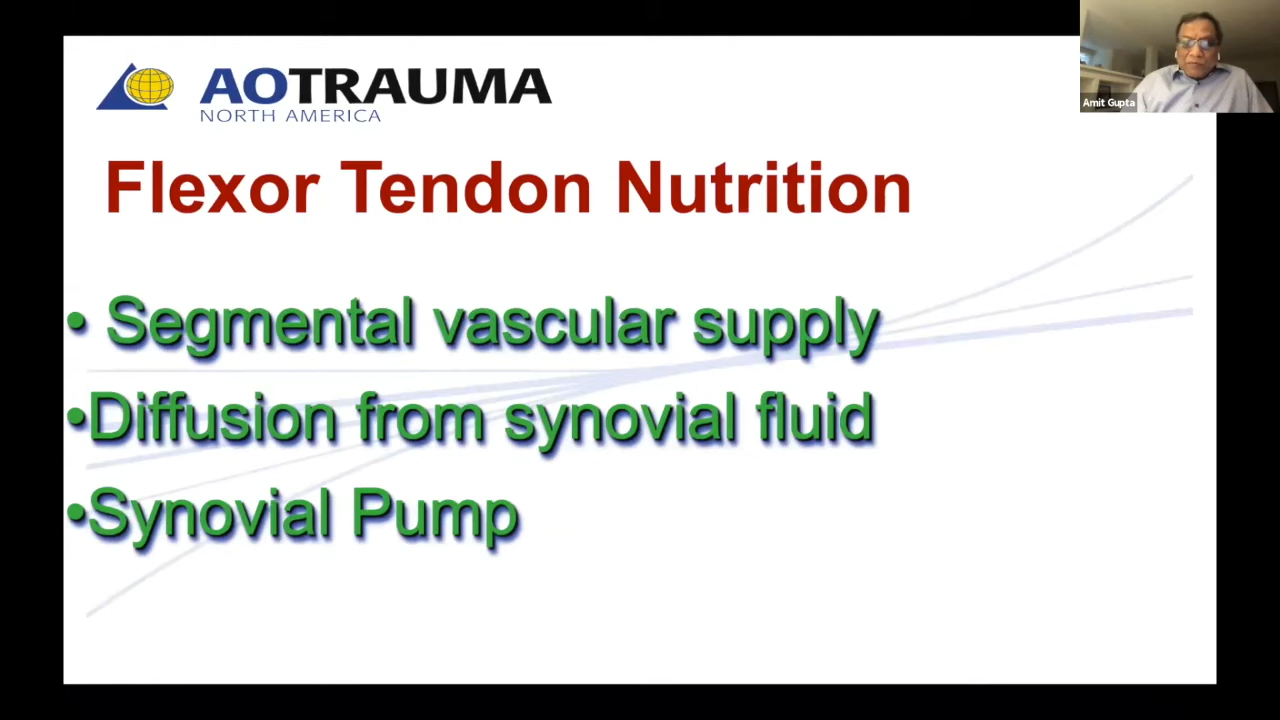 AOTRAUMA
NORTH AMERICA
Amit Gupta
Flexor Tendon Nutrition
• Segmental vascular supply
•Diffusion from synovial fluid
•Synovial Pump